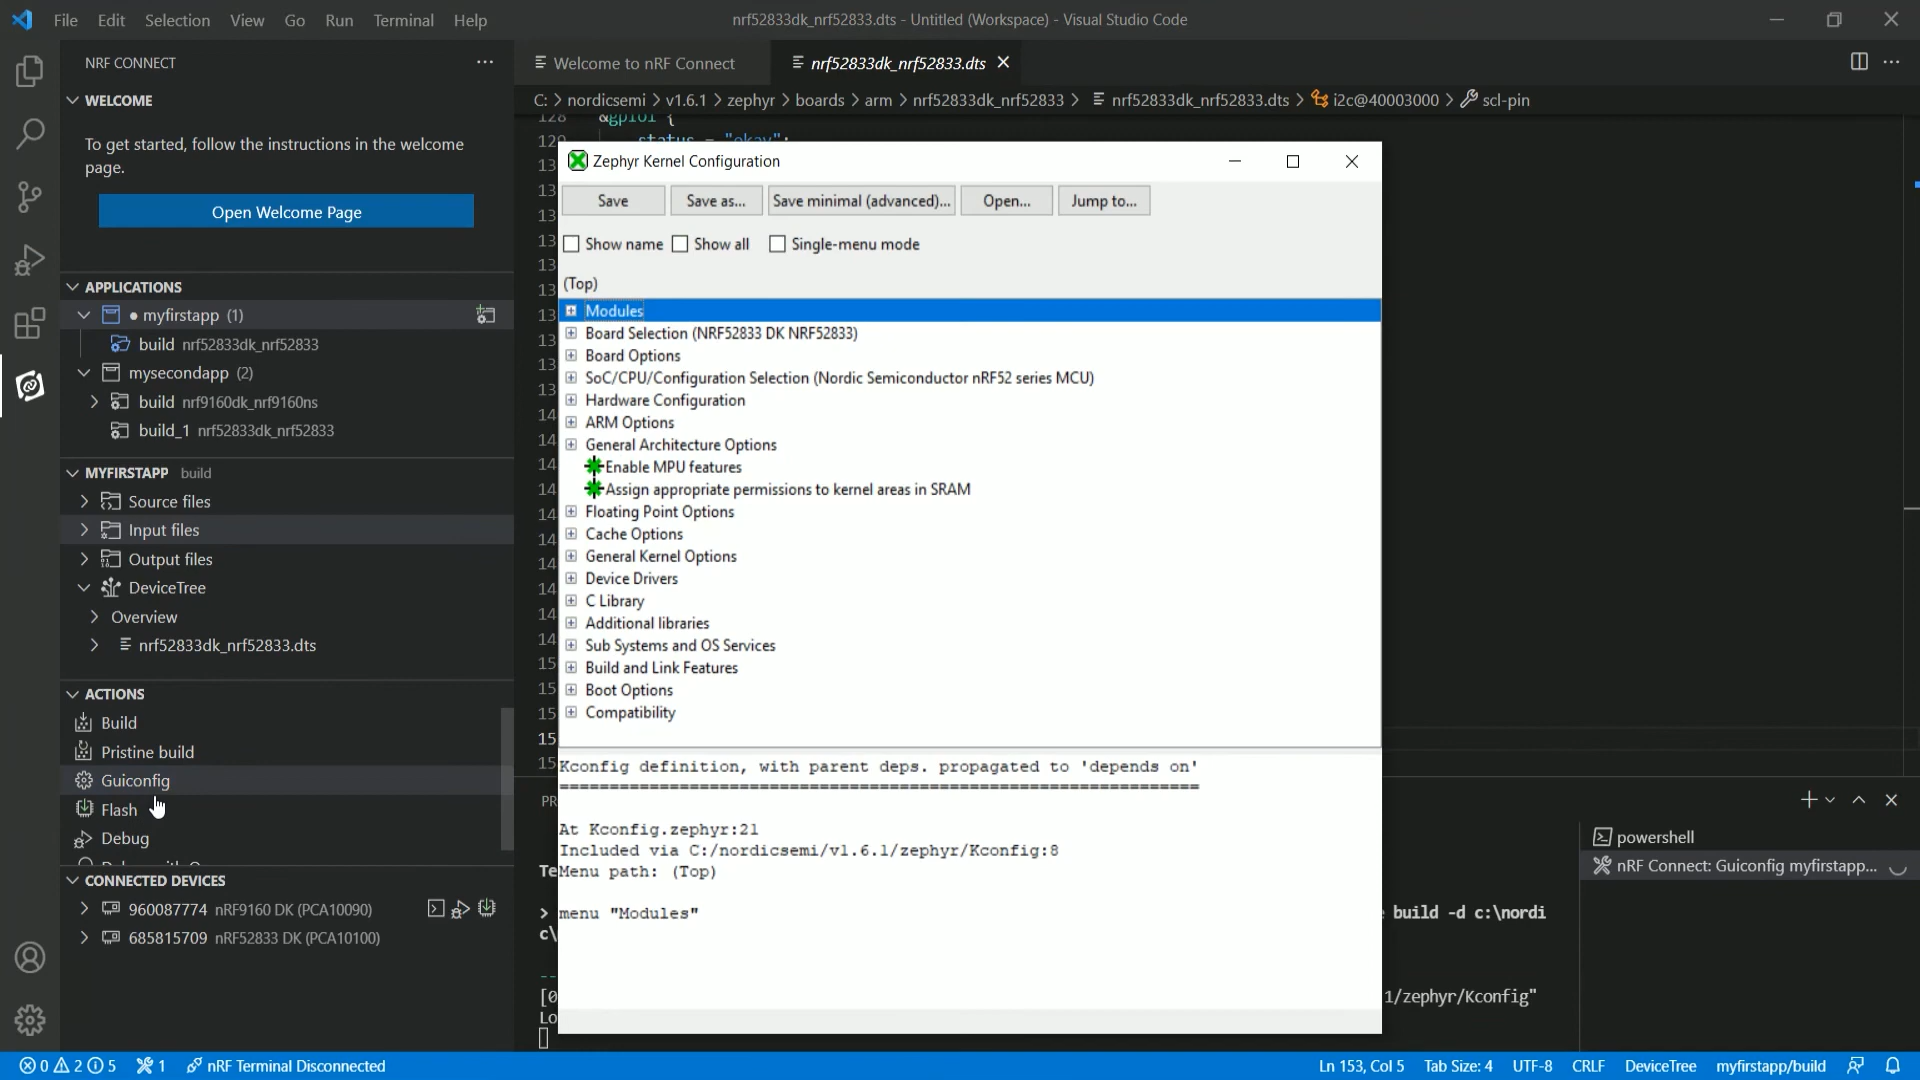 File Edit Selection View Go Run Terminal Help
nrf52833dk_nrf52833.dts - Untitled (Workspace) - Visual Studio Code
NRF CONNECT
Welcome to nRF Connect
nrf52833dk_nrf52833.dts
C: > nordicsemi > v1.6.1 > zephyr > boards > arm > nrf52833dk_nrf52833 > nrf52833dk_nrf52833.dts > i2c@40003000 > scl-pin
WELCOME
To get started, follow the instructions in the welcome
page.
Open Welcome Page
APPLICATIONS
● myfirstapp (1)
build nrf52833dk_nrf52833
mysecondapp (2)
build nrf9160dk_nrf9160ns
build_1 nrf52833dk_nrf52833
MYFIRSTAPP build
Source files
Input files
Output files
DeviceTree
Overview
nrf52833dk_nrf52833.dts
ACTIONS
Build
Pristine build
Guiconfig
Flash
Debug
CONNECTED DEVICES
960087774 nRF9160 DK (PCA10090)
685815709 nRF52833 DK (PCA10100)
128 &gpio1 {
129 status = "okay";
Zephyr Kernel Configuration
Save Save as... Save minimal (advanced)... Open... Jump to...
Show name Show all Single-menu mode
(Top)
Modules
Board Selection (NRF52833 DK NRF52833)
Board Options
SoC/CPU/Configuration Selection (Nordic Semiconductor nRF52 series MCU)
Hardware Configuration
ARM Options
General Architecture Options
Enable MPU features
Assign appropriate permissions to kernel areas in SRAM
Floating Point Options
Cache Options
General Kernel Options
Device Drivers
C Library
Additional libraries
Sub Systems and OS Services
Build and Link Features
Boot Options
Compatibility
Kconfig definition, with parent deps. propagated to 'depends on'
================================================================
At Kconfig.zephyr:21
Included via C:/nordicsemi/v1.6.1/zephyr/Kconfig:8
Menu path: (Top)
menu "Modules"
build -d c:\nordi
c\
1/zephyr/Kconfig"
powershell
nRF Connect: Guiconfig myfirstapp...
0 2 5 1 nRF Terminal Disconnected
Ln 153, Col 5 Tab Size: 4 UTF-8 CRLF DeviceTree myfirstapp/build